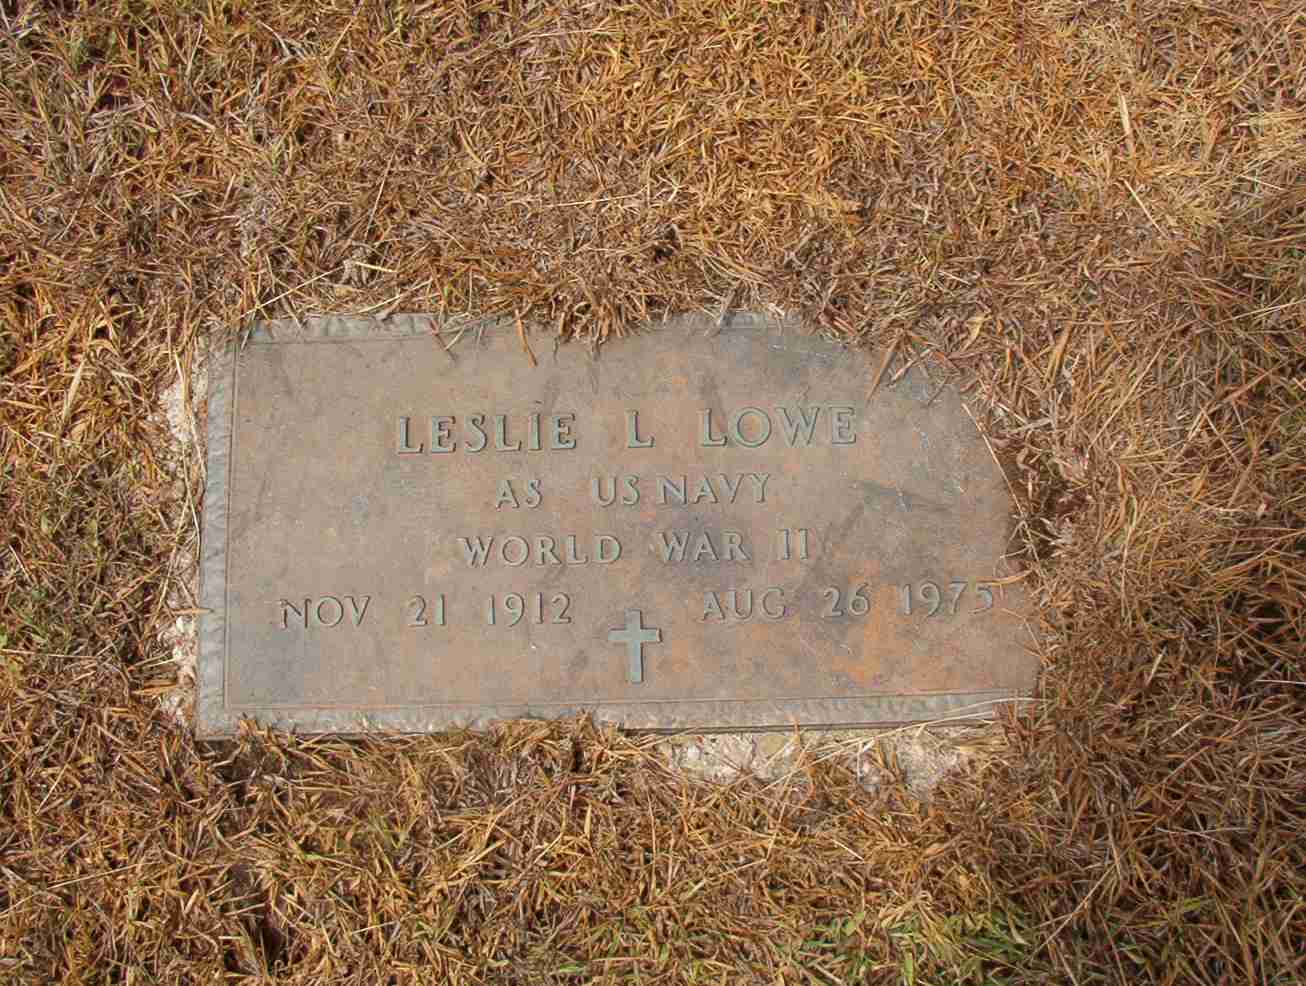 LESLIE L LOWE
AS US NAVY
WORLD WAR II
NOV 21 1912 AUG 26 1975